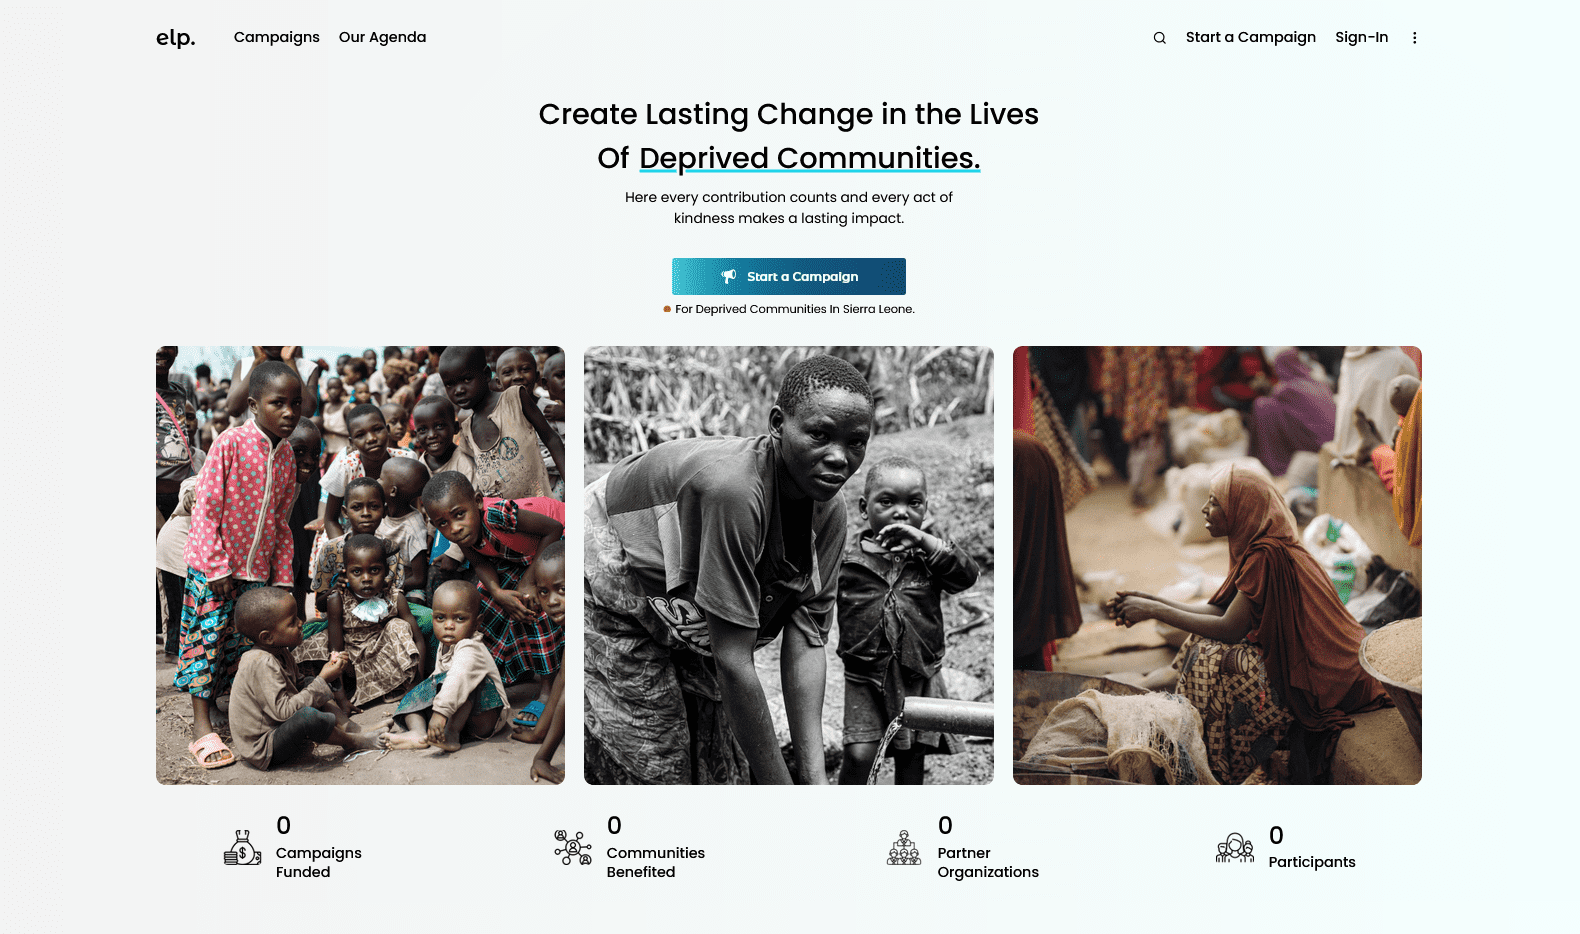 elp.
Campaigns
Our Agenda
Start a Campaign
Sign-In
Create Lasting Change in the Lives
Of Deprived Communities.
Here every contribution counts and every act of
kindness makes a lasting impact.
Start a Campaign
For Deprived Communities In Sierra Leone.
0
Campaigns
Funded
0
Communities
Benefited
0
Partner
Organizations
0
Participants